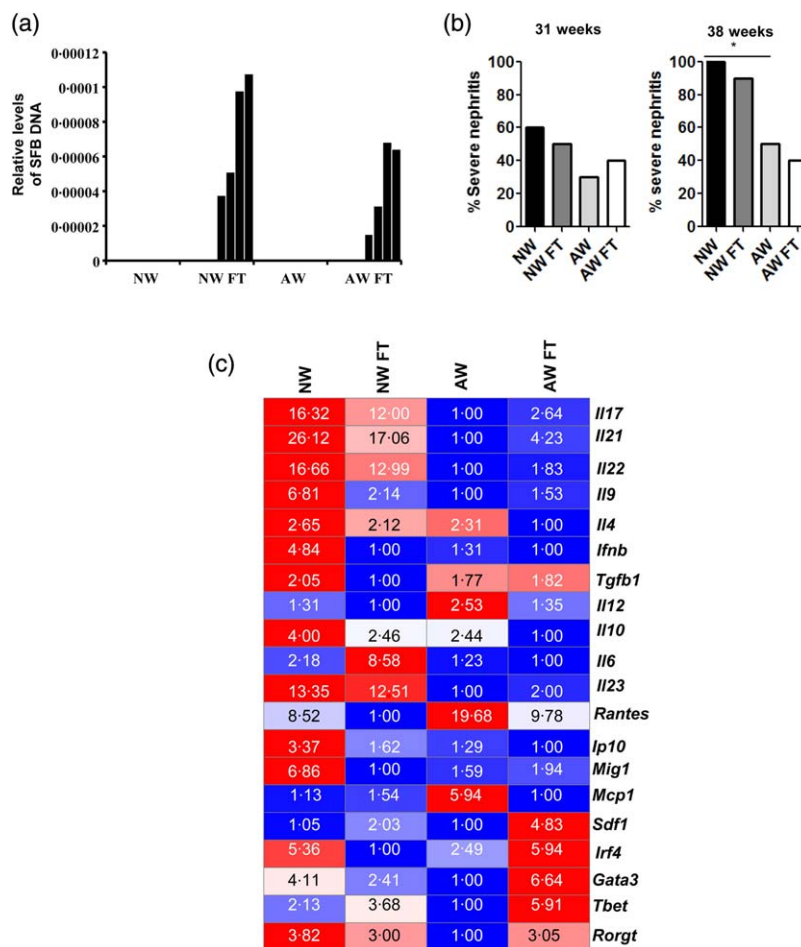 (a)
Relative levels
of SFB DNA
0·00012
0·0001
0·00008
0·00006
0·00004
0·00002
0
NW NW FT AW AW FT
(b)
31 weeks
% Severe nephritis
100
80
60
40
20
0
NW NW FT AW AW FT
38 weeks
*
% severe nephritis
100
80
60
40
20
0
NW NW FT AW AW FT
(c)
NW NW FT AW AW FT
16·32 12·00 1·00 2·64 Il17
26·12 17·06 1·00 4·23 Il21
16·66 12·99 1·00 1·83 Il22
6·81 2·14 1·00 1·53 Il9
2·65 2·12 2·31 1·00 Il4
4·84 1·00 1·31 1·00 Ifnb
2·05 1·00 1·77 1·82 Tgfb1
1·31 1·00 2·53 1·35 Il12
4·00 2·46 2·44 1·00 Il10
2·18 8·58 1·23 1·00 Il6
13·35 12·51 1·00 2·00 Il23
8·52 1·00 19·68 9·78 Rantes
3·37 1·62 1·29 1·00 Ip10
6·86 1·00 1·59 1·94 Mig1
1·13 1·54 5·94 1·00 Mcp1
1·05 2·03 1·00 4·83 Sdf1
5·36 1·00 2·49 5·94 Irf4
4·11 2·41 1·00 6·64 Gata3
2·13 3·68 1·00 5·91 Tbet
3·82 3·00 1·00 3·05 Rorgt